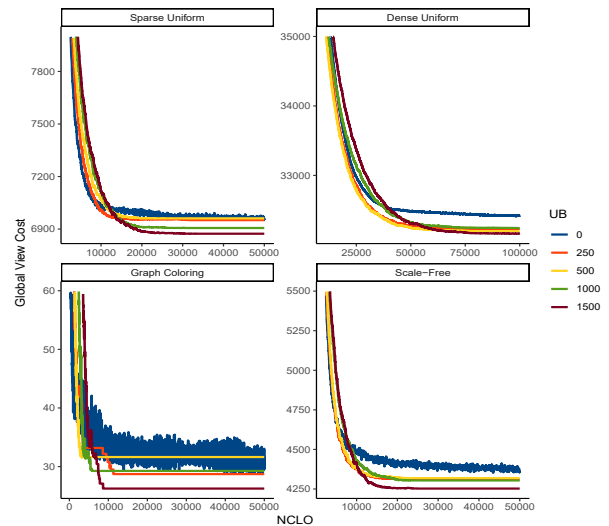 Sparse Uniform
Dense Uniform
7800
7500
7200
6900
10000 20000 30000 40000 50000
35000
34000
33000
25000 50000 75000 100000
Graph Coloring
Scale−Free
60
50
40
30
0 10000 20000 30000 40000 50000
5500
5250
5000
4750
4500
4250
10000 20000 30000 40000 50000
Global View Cost
NCLO
UB
0
250
500
1000
1500